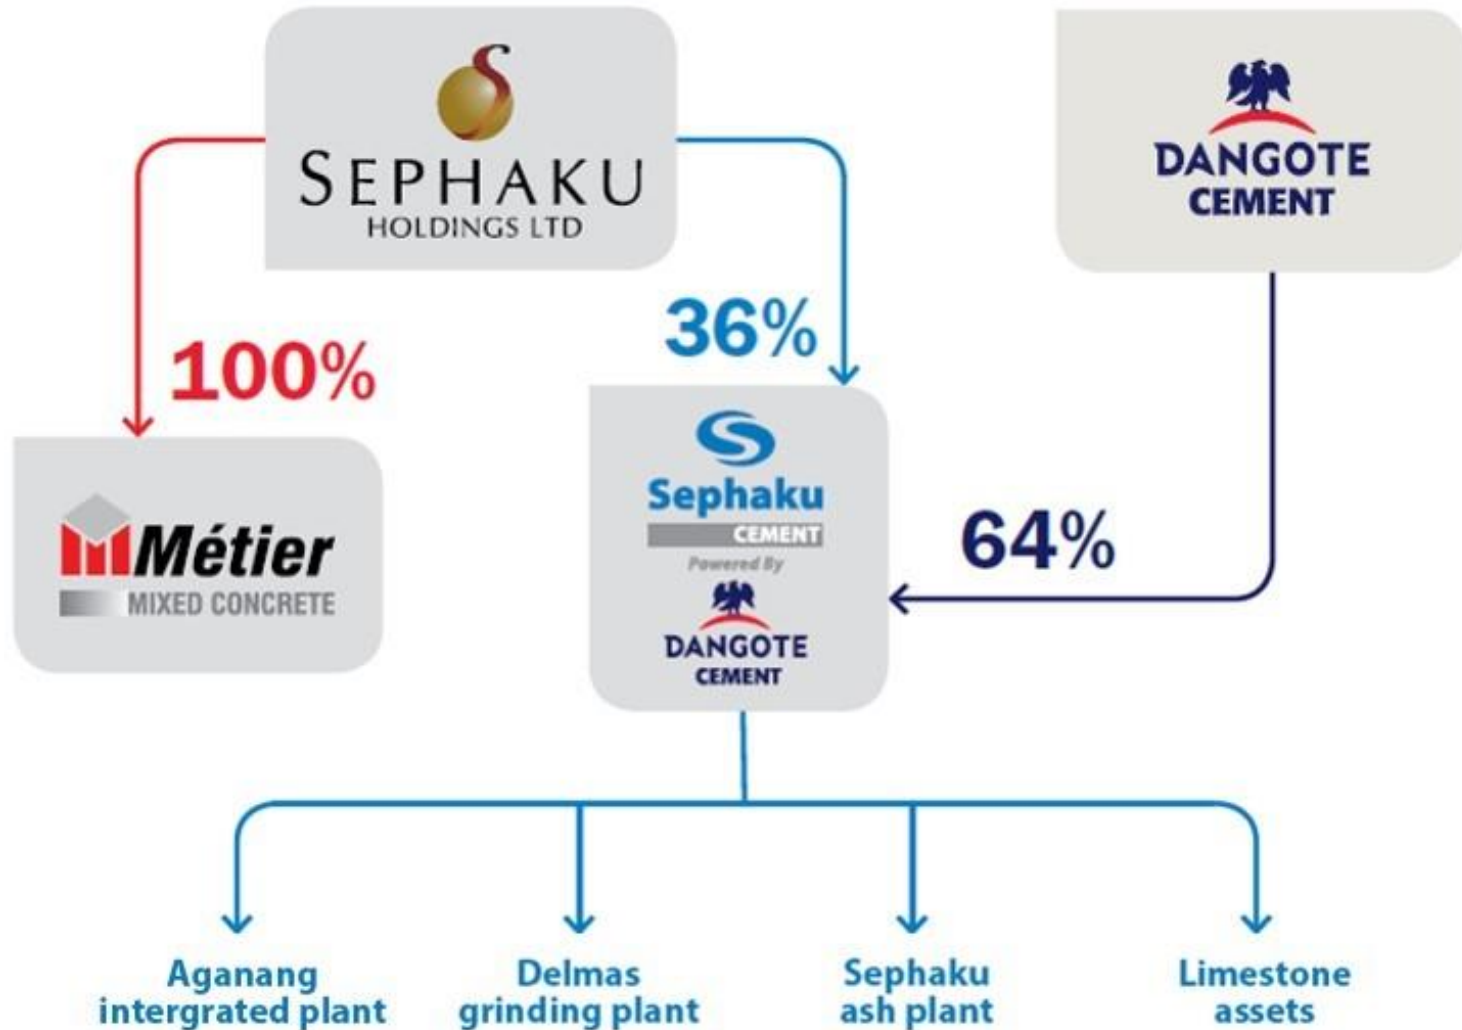 SEPHAKU
HOLDINGS LTD
DANGOTE
CEMENT
100%
36%
Métier
MIXED CONCRETE
Sephaku
CEMENT
Powered By
DANGOTE
CEMENT
64%
Aganang
intergrated plant
Delmas
grinding plant
Sephaku
ash plant
Limestone
assets